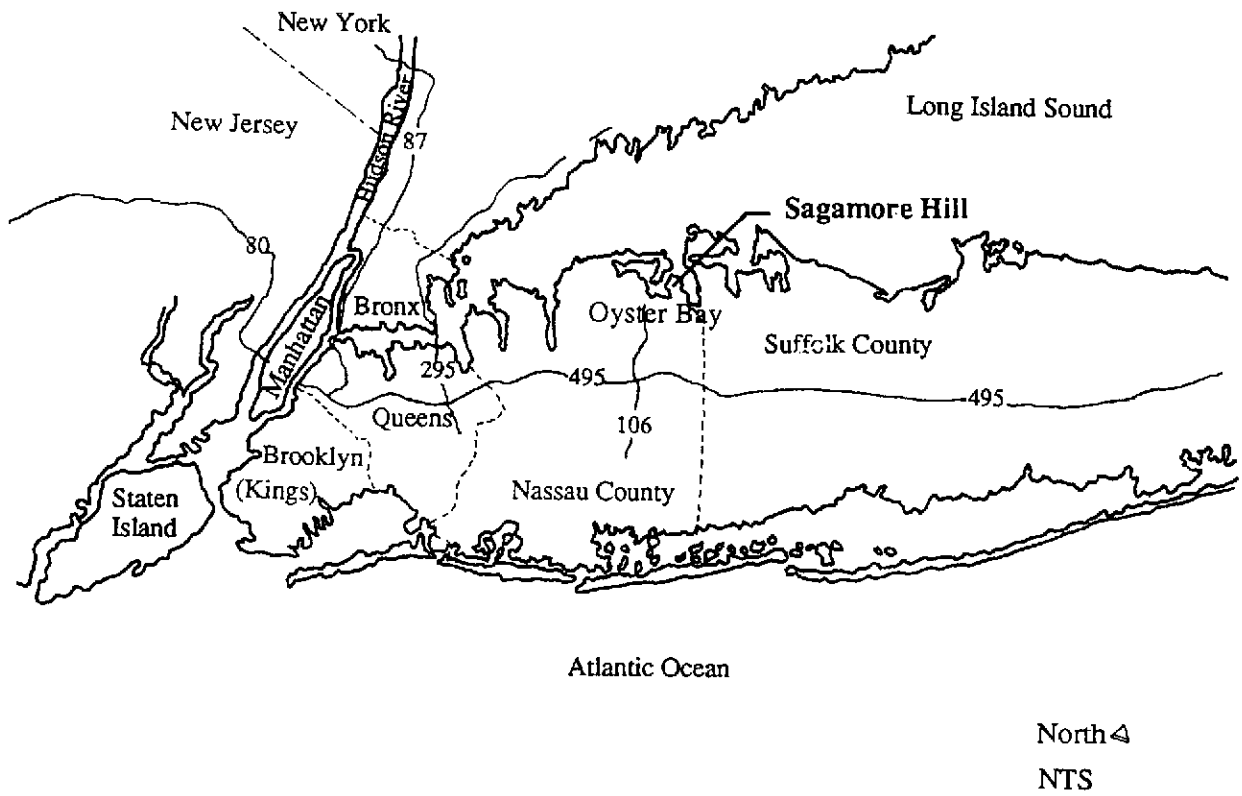 New York
Hudson River
New Jersey
Long Island Sound
87
Sagamore Hill
80
Bronx
Oyster Bay
Manhattan
Suffolk County
295
495
495
Queens
106
Brooklyn
(Kings)
Nassau County
Staten
Island
Atlantic Ocean
North
NTS